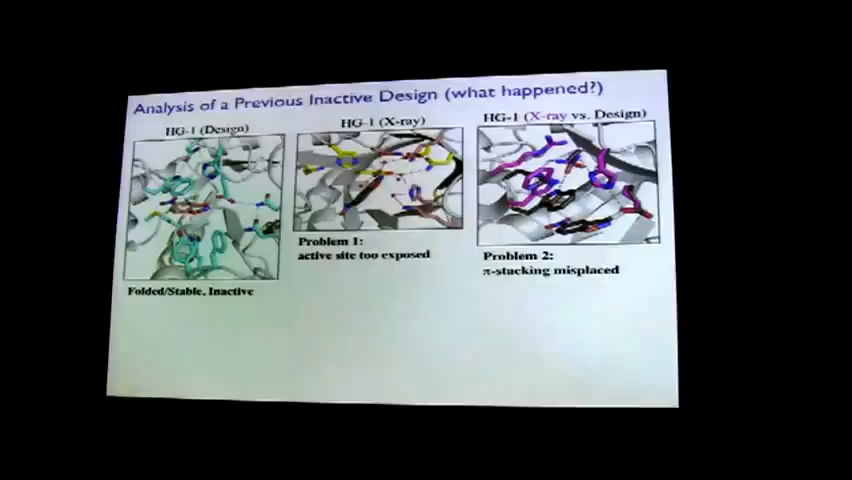 Analysis of a Previous Inactive Design (what happened?)
HG-1 (Design)
HG-1 (X-ray)
HG-1 (X-ray vs. Design)
Problem 1:
active site too exposed
Problem 2:
π-stacking misplaced
Folded/Stable, Inactive